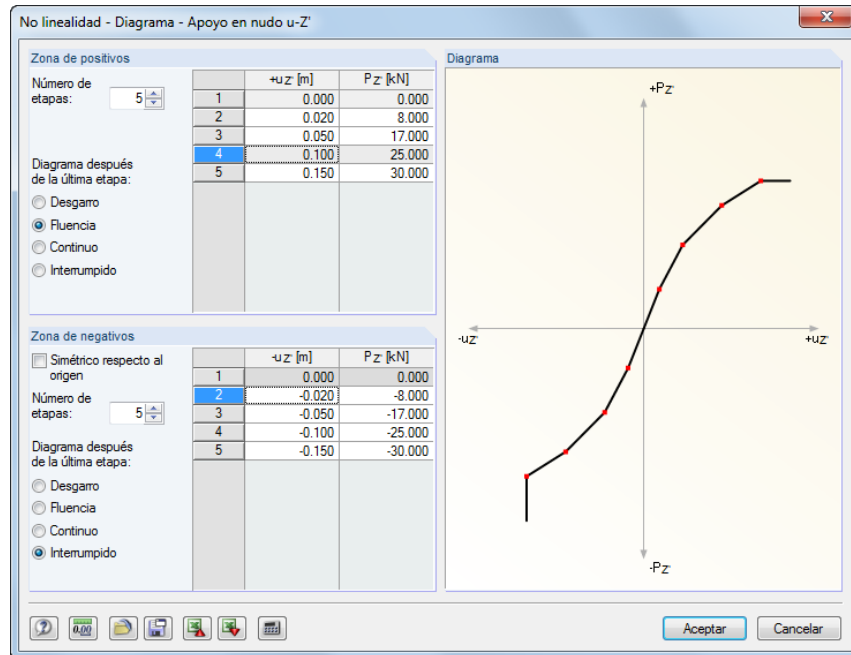 No linealidad - Diagrama - Apoyo en nudo u-Z'
Zona de positivos
Número de
etapas:
5
+uz' [m] Pz' [kN]
1 0.000 0.000
2 0.020 8.000
3 0.050 17.000
4 0.100 25.000
5 0.150 30.000
Diagrama después
de la última etapa:
Desgarro
Fluencia
Continuo
Interrumpido
Zona de negativos
Simétrico respecto al
origen
Número de
etapas:
5
-uz' [m] Pz' [kN]
1 0.000 0.000
2 -0.020 -8.000
3 -0.050 -17.000
4 -0.100 -25.000
5 -0.150 -30.000
Diagrama después
de la última etapa:
Desgarro
Fluencia
Continuo
Interrumpido
Diagrama
+Pz'
-uz'
+uz'
-Pz'
0.00
Aceptar
Cancelar